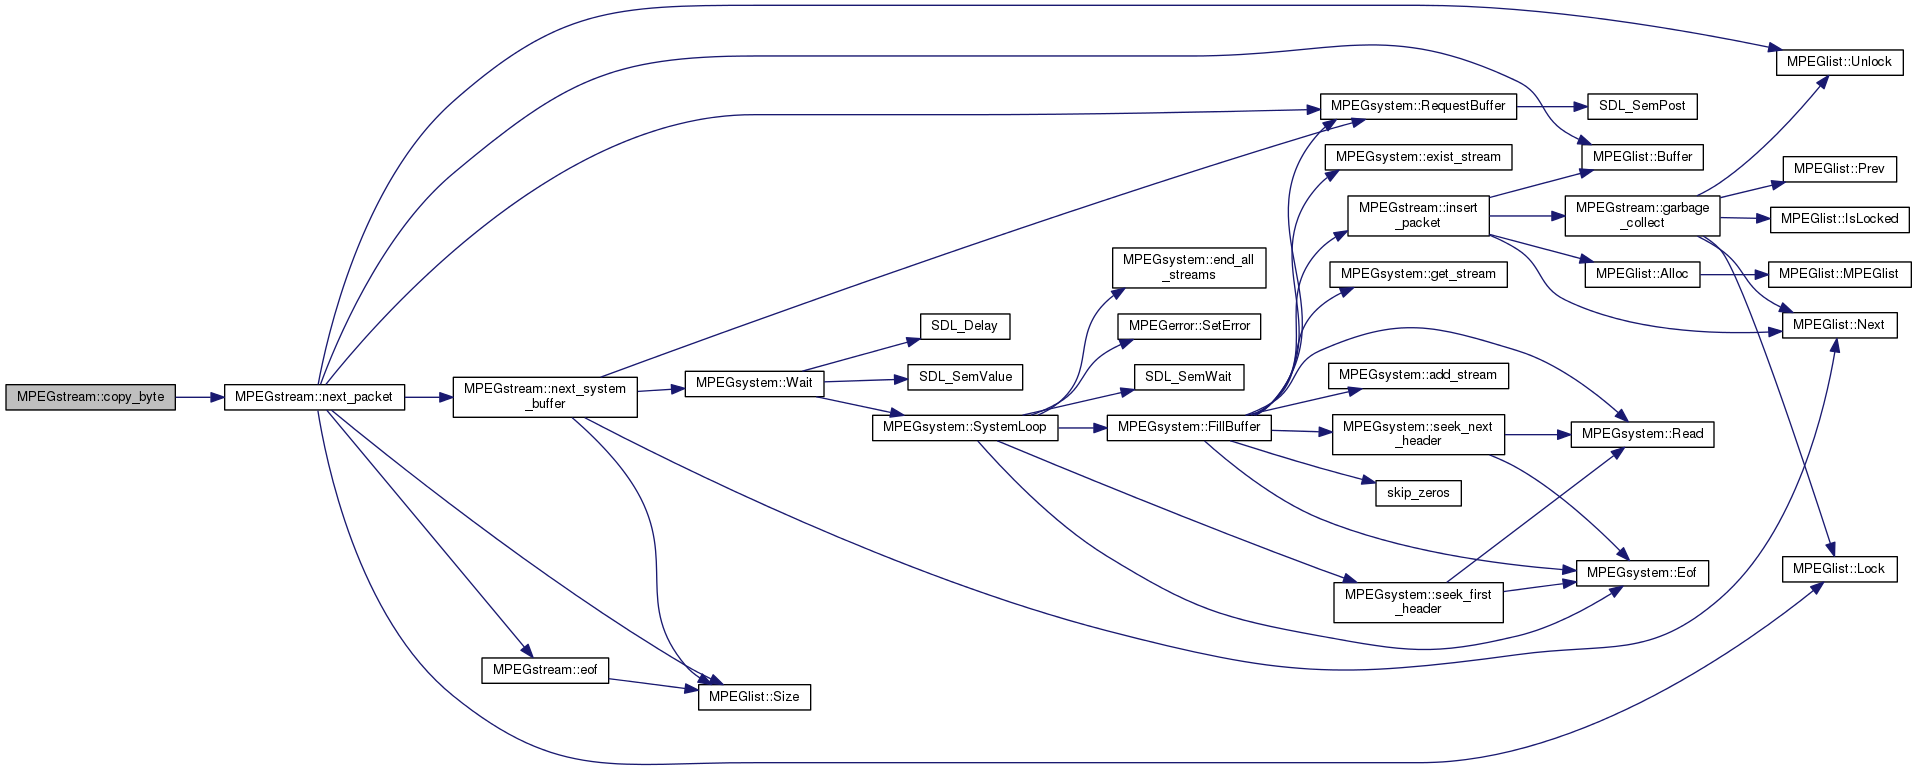 MPEGlist::Unlock
MPEGsystem::RequestBuffer
SDL_SemPost
MPEGsystem::exist_stream
MPEGlist::Buffer
MPEGlist::Prev
MPEGstream::insert
_packet
MPEGstream::garbage
_collect
MPEGlist::IsLocked
MPEGsystem::end_all
_streams
MPEGsystem::get_stream
MPEGlist::Alloc
MPEGlist::MPEGlist
SDL_Delay
MPEGerror::SetError
MPEGlist::Next
MPEGstream::copy_byte
MPEGstream::next_packet
MPEGstream::next_system
_buffer
MPEGsystem::Wait
SDL_SemValue
SDL_SemWait
MPEGsystem::add_stream
MPEGsystem::SystemLoop
MPEGsystem::FillBuffer
MPEGsystem::seek_next
_header
MPEGsystem::Read
skip_zeros
MPEGsystem::Eof
MPEGlist::Lock
MPEGsystem::seek_first
_header
MPEGstream::eof
MPEGlist::Size